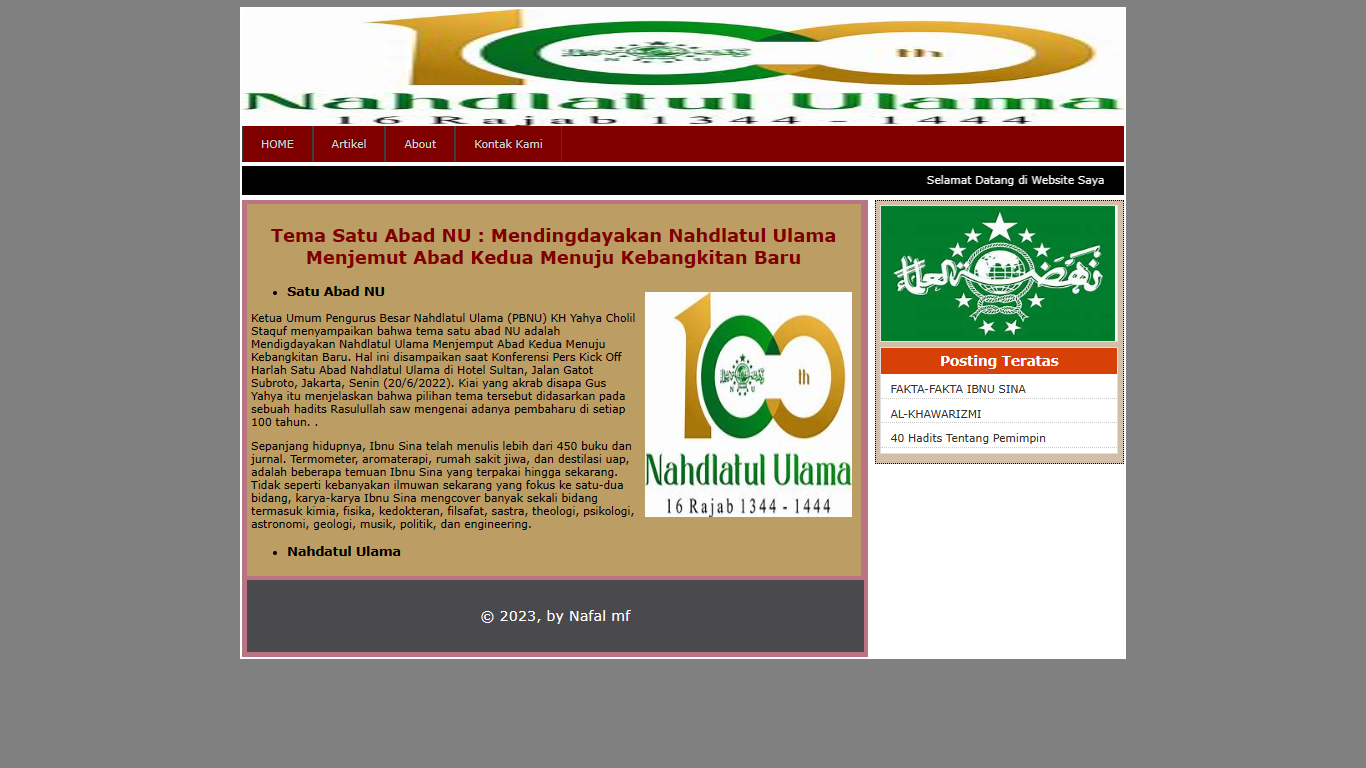 100 th
NU
Nahdlatul Ulama
16 Rajab 1344 - 1444
HOME Artikel About Kontak Kami
Selamat Datang di Website Saya
Tema Satu Abad NU : Mendingdayakan Nahdlatul Ulama
Menjemut Abad Kedua Menuju Kebangkitan Baru
• Satu Abad NU
Ketua Umum Pengurus Besar Nahdlatul Ulama (PBNU) KH Yahya Cholil
Staquf menyampaikan bahwa tema satu abad NU adalah
Mendigdayakan Nahdlatul Ulama Menjemput Abad Kedua Menuju
Kebangkitan Baru. Hal ini disampaikan saat Konferensi Pers Kick Off
Harlah Satu Abad Nahdlatul Ulama di Hotel Sultan, Jalan Gatot
Subroto, Jakarta, Senin (20/6/2022). Kiai yang akrab disapa Gus
Yahya itu menjelaskan bahwa pilihan tema tersebut didasarkan pada
sebuah hadits Rasulullah saw mengenai adanya pembaharu di setiap
100 tahun. .
Sepanjang hidupnya, Ibnu Sina telah menulis lebih dari 450 buku dan
jurnal. Termometer, aromaterapi, rumah sakit jiwa, dan destilasi uap,
adalah beberapa temuan Ibnu Sina yang terpakai hingga sekarang.
Tidak seperti kebanyakan ilmuwan sekarang yang fokus ke satu-dua
bidang, karya-karya Ibnu Sina mengcover banyak sekali bidang
termasuk kimia, fisika, kedokteran, filsafat, sastra, theologi, psikologi,
astronomi, geologi, musik, politik, dan engineering.
• Nahdatul Ulama
100 th
NU
Nahdlatul Ulama
16 Rajab 1344 - 1444
© 2023, by Nafal mf
نهضة العلماء
Posting Teratas
FAKTA-FAKTA IBNU SINA
AL-KHAWARIZMI
40 Hadits Tentang Pemimpin